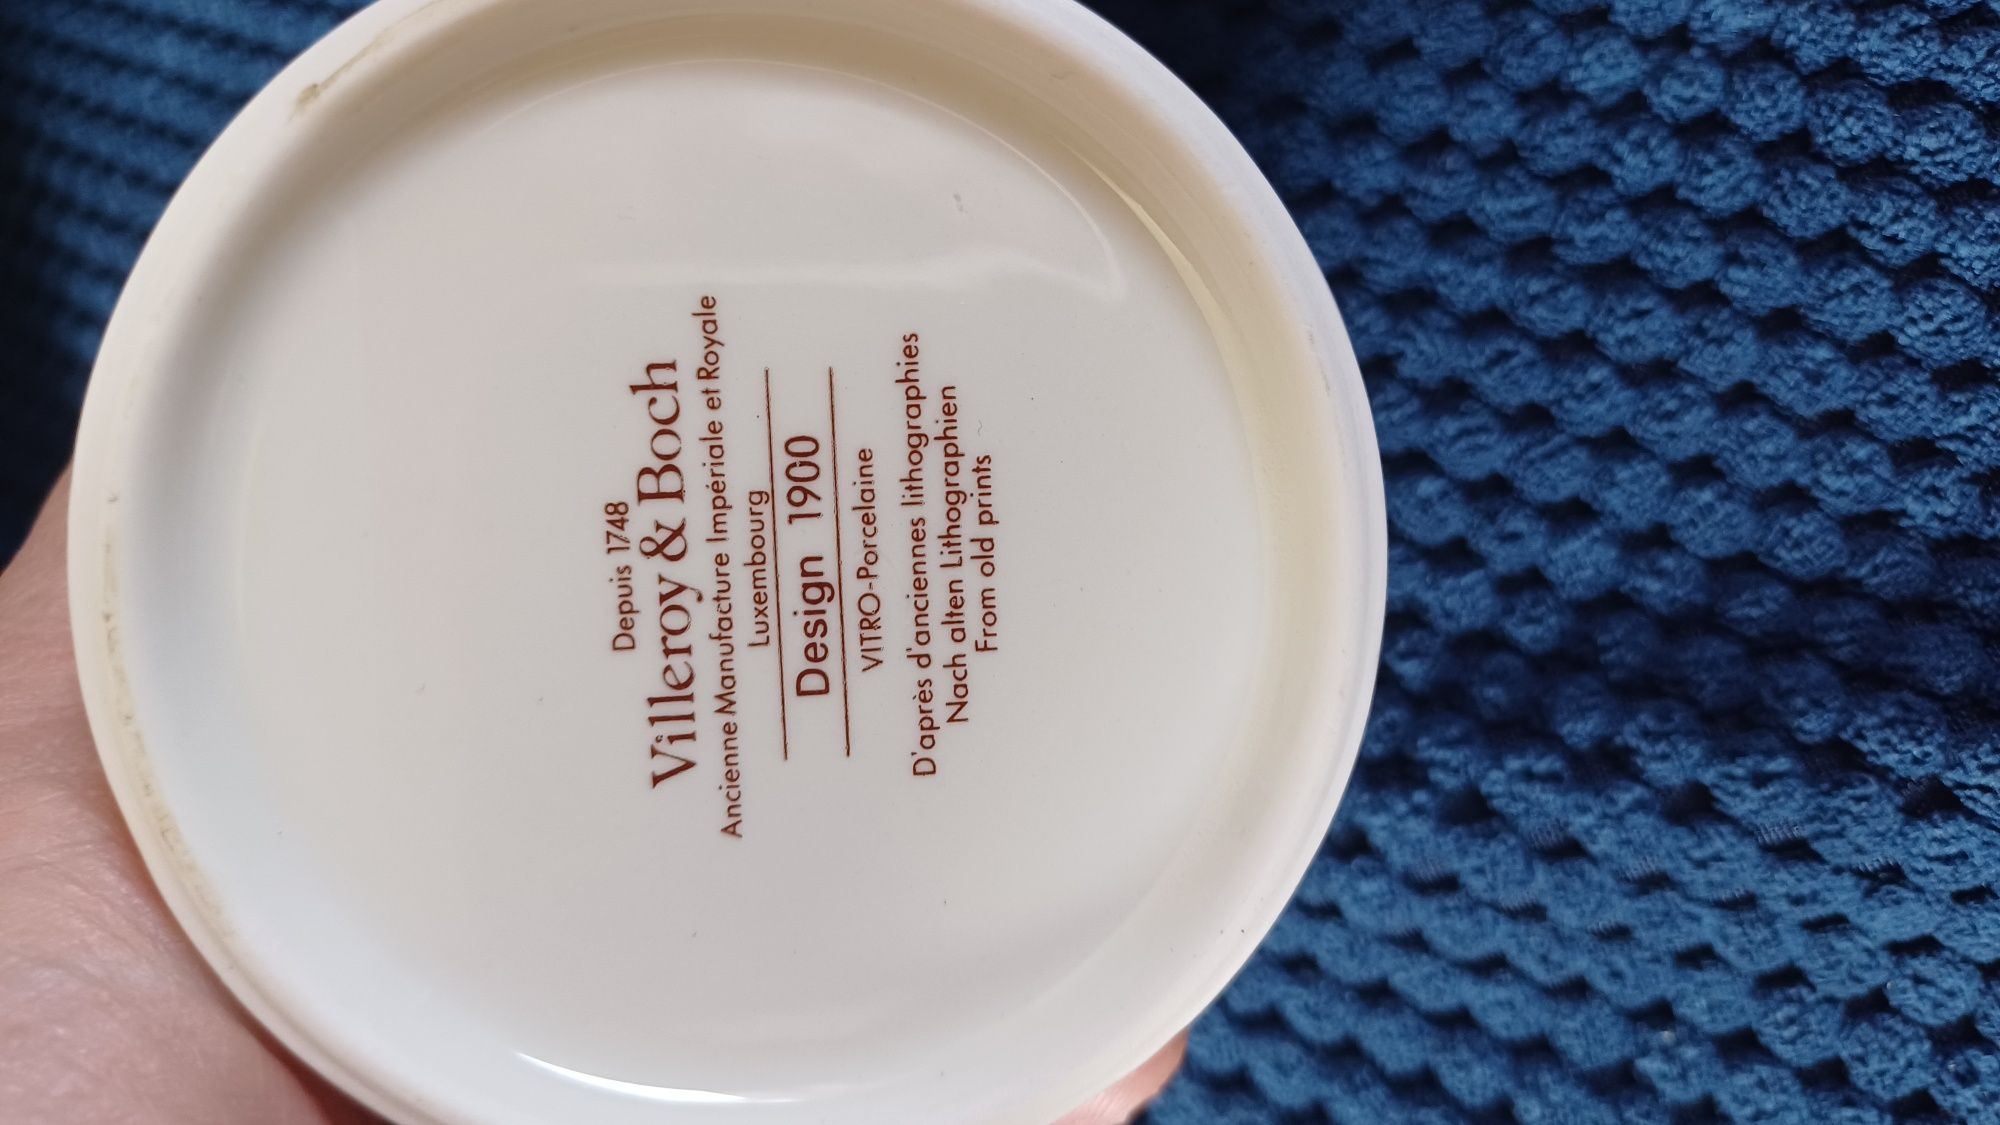 Depuis 1748
Villeroy & Boch
Ancienne Manufacture Impériale et Royale
Luxembourg
Design 1900
VITRO-Porcelaine
D'après d'anciennes lithographies
Nach alten Lithographien
From old prints